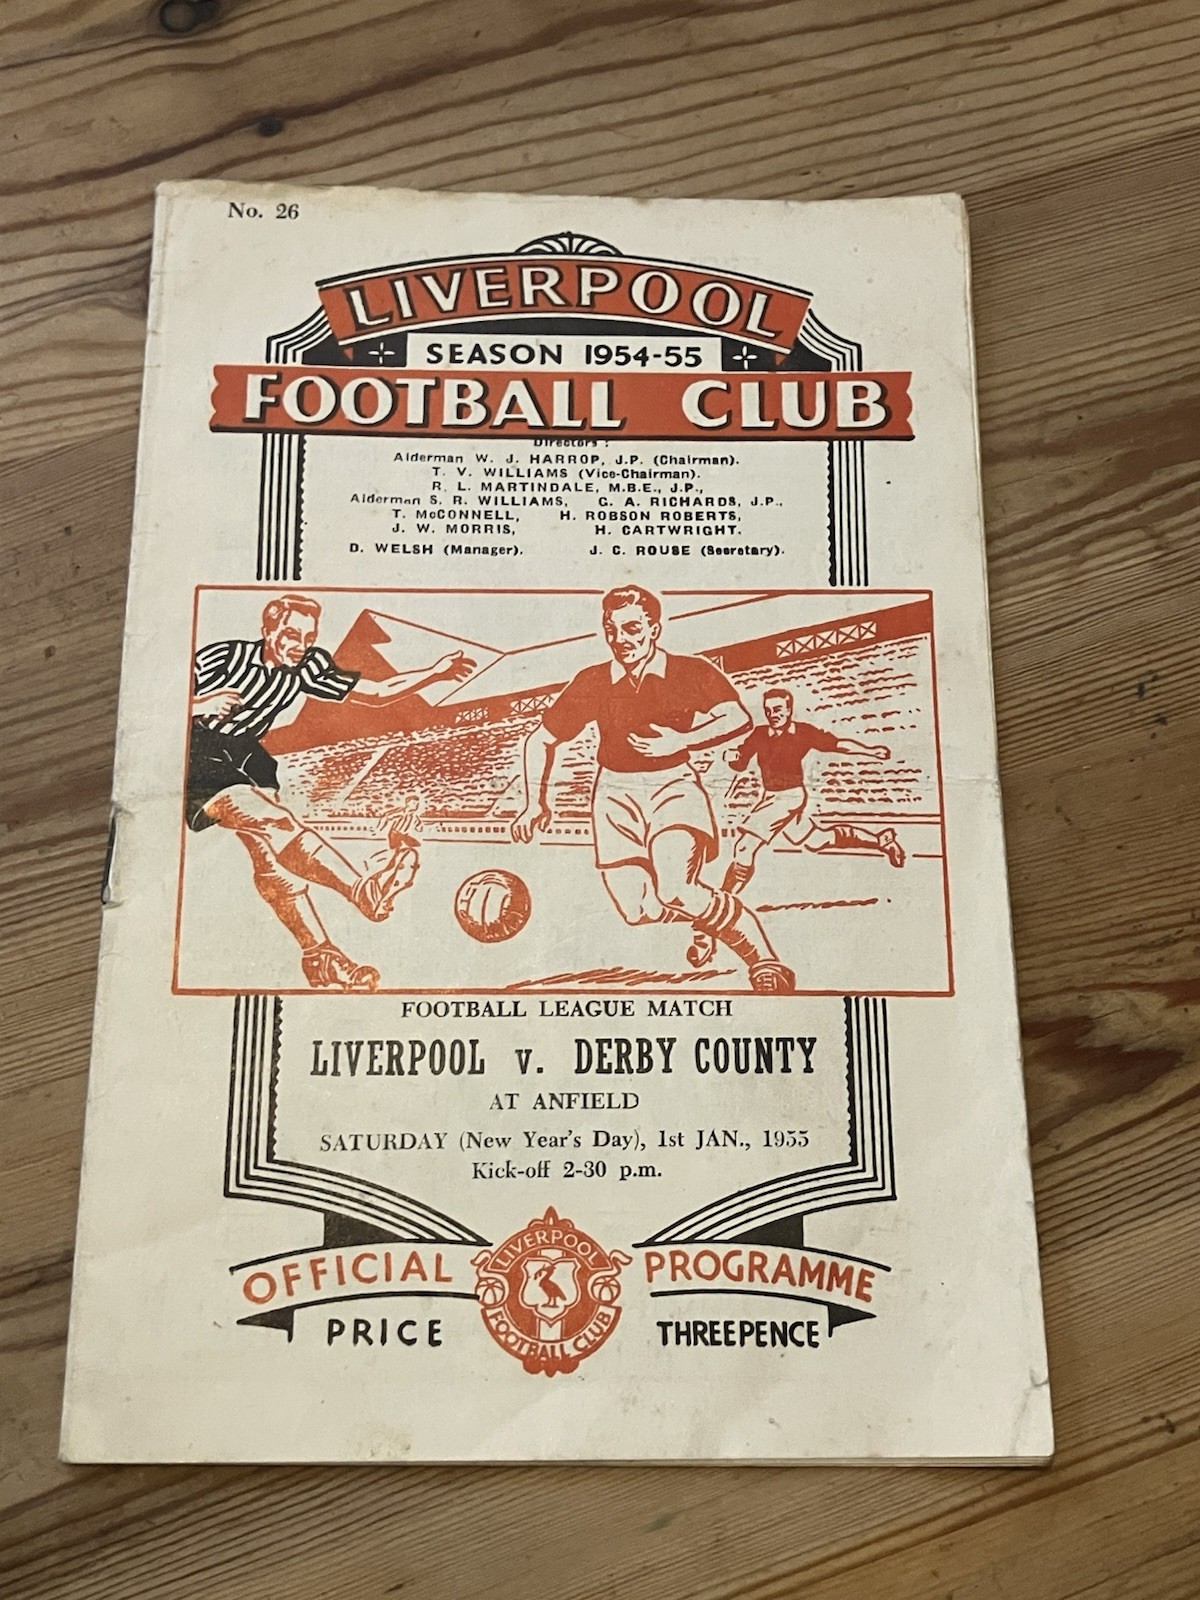 No. 26
LIVERPOOL
SEASON 1954-55
FOOTBALL CLUB
Directors :
Alderman W. J. HARROP, J.P. (Chairman).
T. V. WILLIAMS (Vice-Chairman).
R. L. MARTINDALE, M.B.E., J.P.,
Alderman S. R. WILLIAMS, G. A. RICHARDS, J.P.,
T. McCONNELL, H. ROBSON ROBERTS,
J. W. MORRIS, H. CARTWRIGHT.
D. WELSH (Manager). J. C. ROUSE (Secretary).
FOOTBALL LEAGUE MATCH
LIVERPOOL v. DERBY COUNTY
AT ANFIELD
SATURDAY (New Year's Day), 1st JAN., 1955
Kick-off 2-30 p.m.
OFFICIAL PROGRAMME
PRICE THREEPENCE
LIVERPOOL
FOOTBALL CLUB